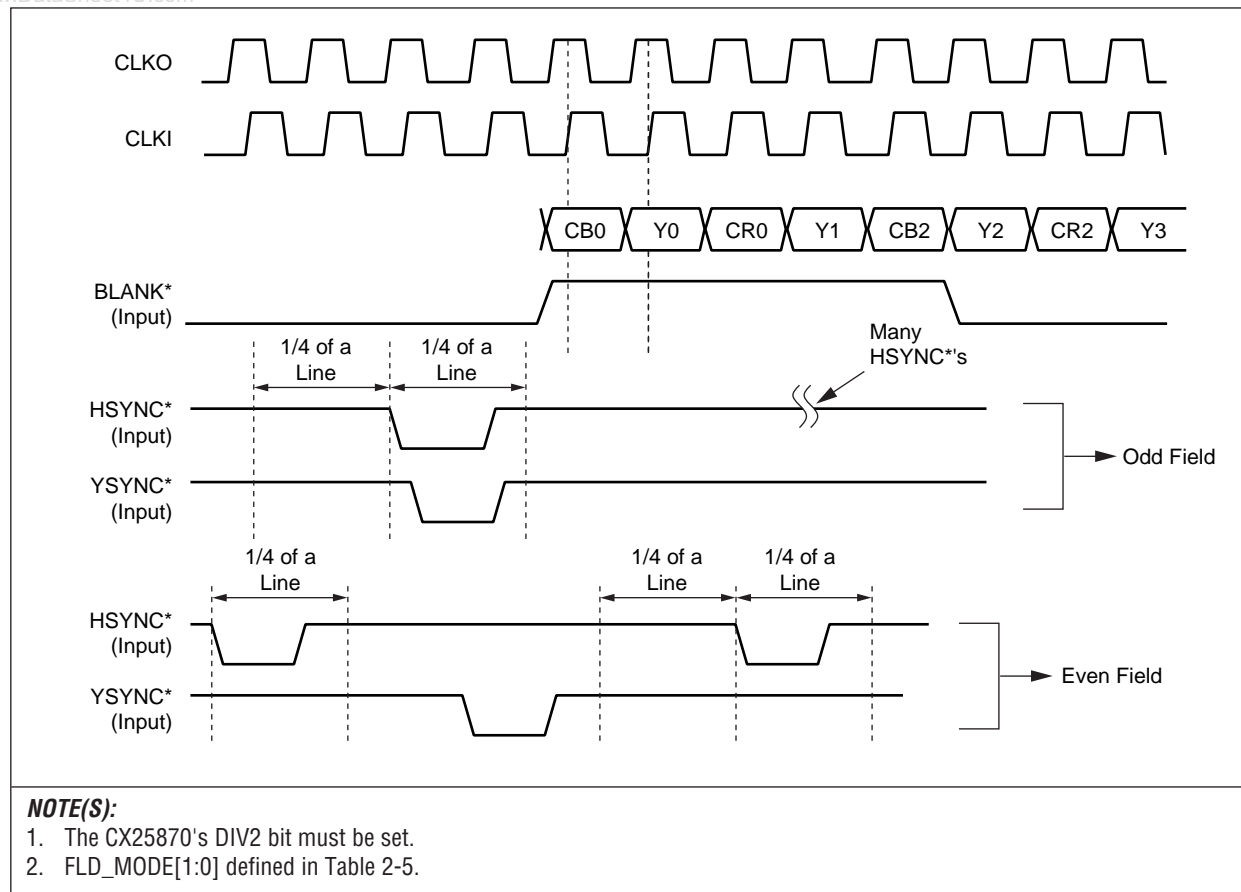 CLKO
CLKI
CB0 Y0 CR0 Y1 CB2 Y2 CR2 Y3
BLANK*
(Input)
Many
HSYNC*'s
1/4 of a
Line
1/4 of a
Line
HSYNC*
(Input)
YSYNC*
(Input)
Odd Field
1/4 of a
Line
1/4 of a
Line
1/4 of a
Line
HSYNC*
(Input)
YSYNC*
(Input)
Even Field
NOTE(S):
1. The CX25870's DIV2 bit must be set.
2. FLD_MODE[1:0] defined in Table 2-5.